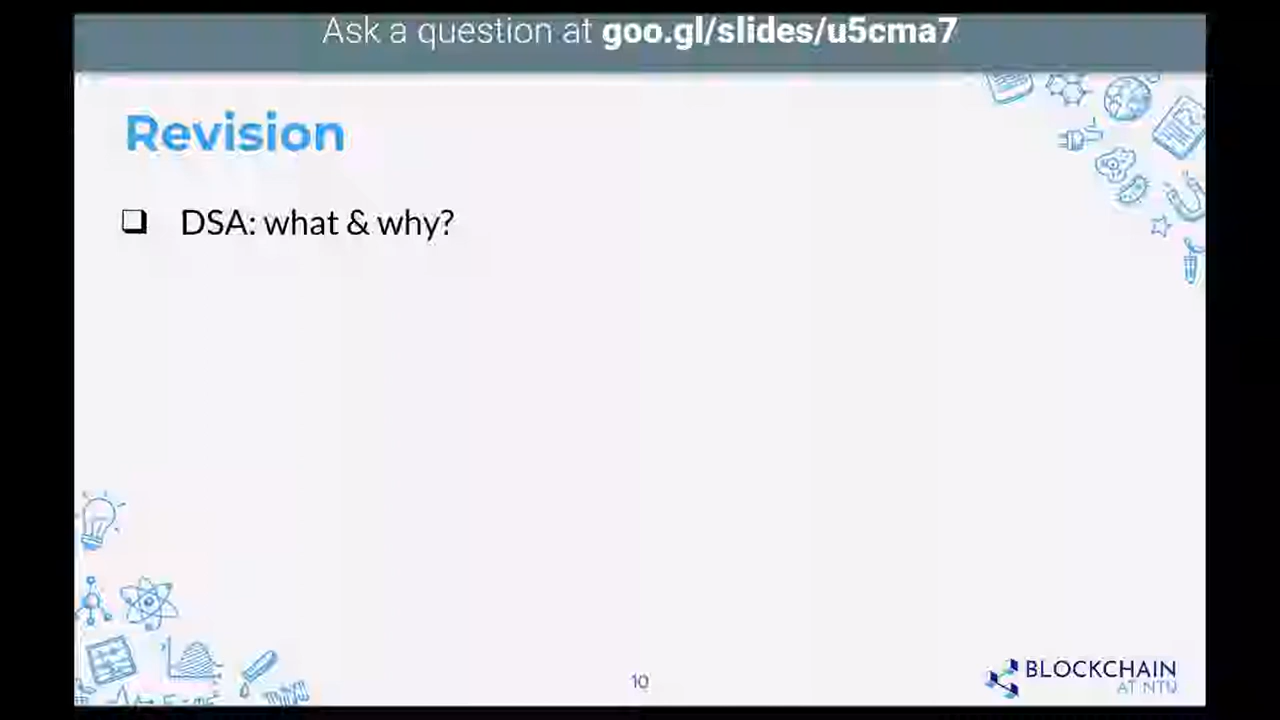 Ask a question at goo.gl/slides/u5cma7
Revision
❑ DSA: what & why?
10
BLOCKCHAIN
AT NTU